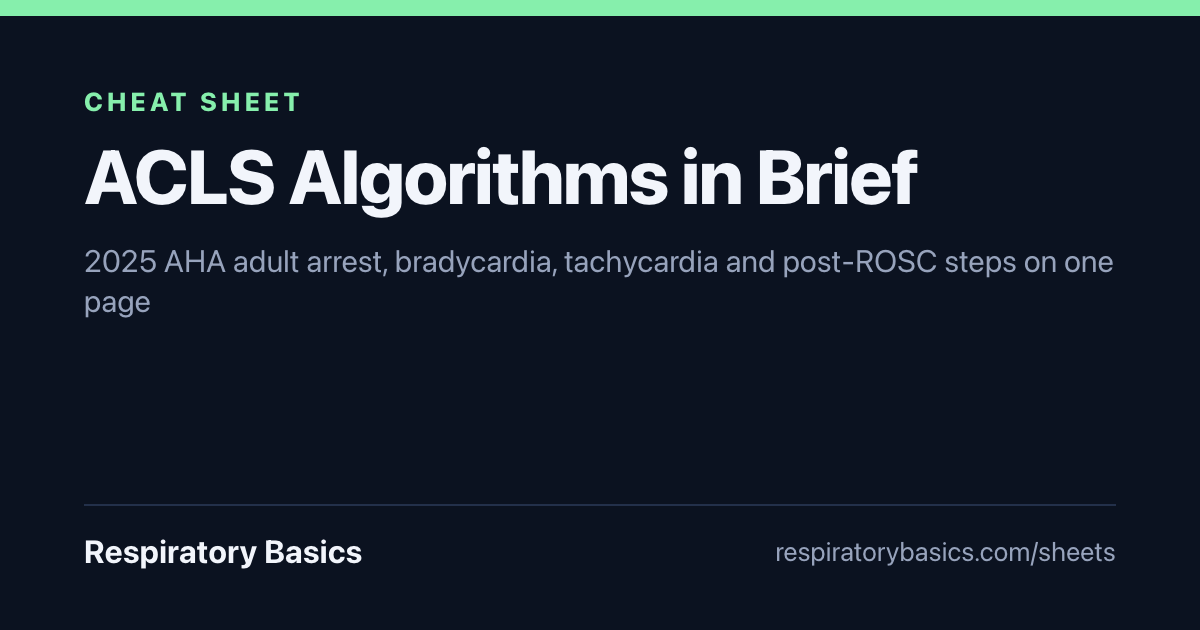 CHEAT SHEET
ACLS Algorithms in Brief
2025 AHA adult arrest, bradycardia, tachycardia and post-ROSC steps on one
page
Respiratory Basics
respiratorybasics.com/sheets